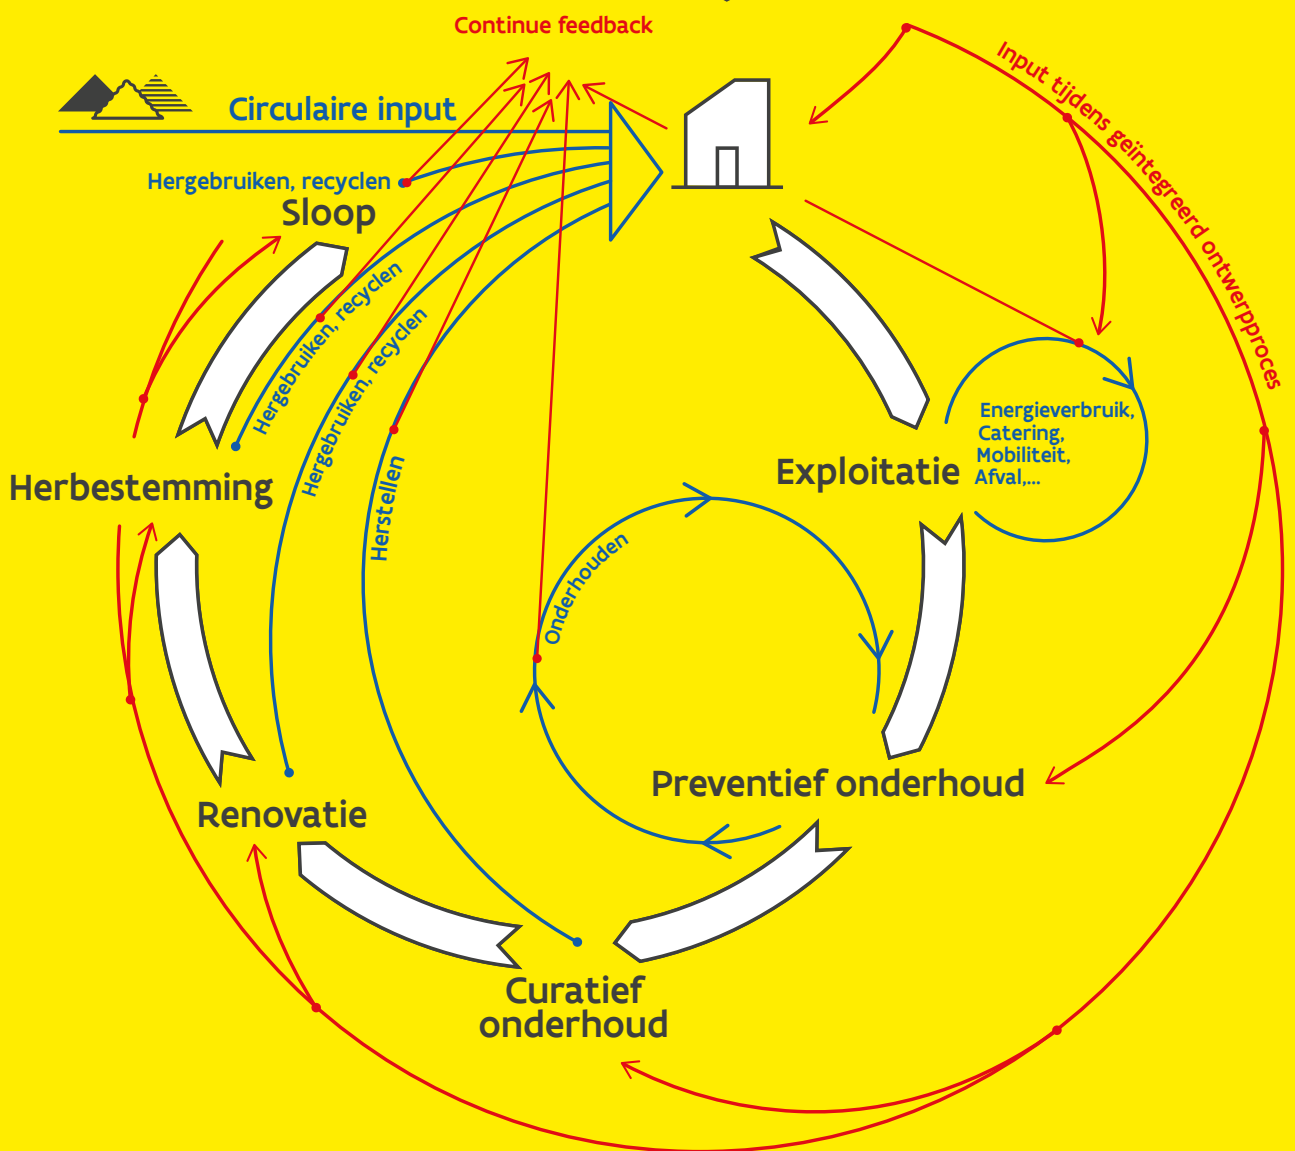 Continue feedback
Circulaire input
Input tijdens geïntegreerd ontwerpproces
Hergebruiken, recyclen
Sloop
Hergebruiken, recyclen
Hergebruiken, recyclen
Herstellen
Energieverbruik,
Catering,
Mobiliteit,
Afval,...
Exploitatie
Herbestemming
Onderhouden
Preventief onderhoud
Renovatie
Curatief
onderhoud